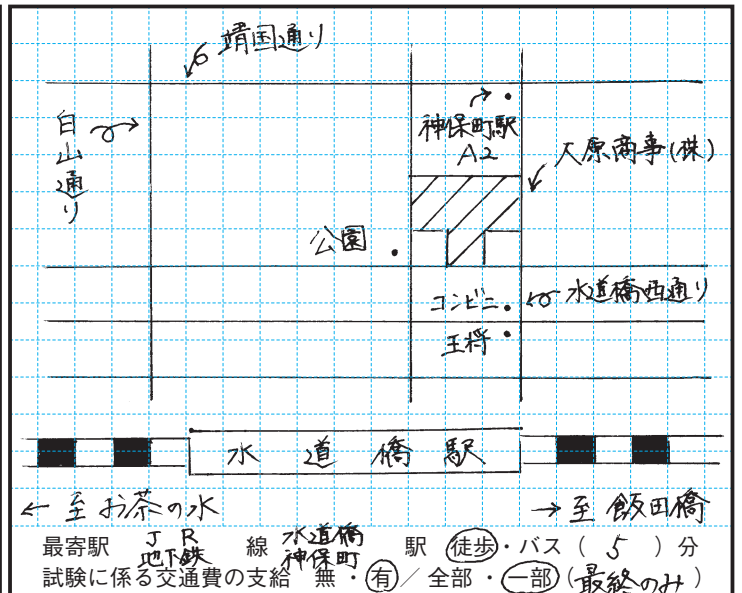 靖国通り
白山通り
神保町駅
A2
大原商事(株)
公園
コンビニ
水道橋西通り
王将
水道橋駅
← 至 お茶の水
→ 至 飯田橋
最寄駅 JR 地下鉄 線 水道橋 神保町 駅 徒歩・バス ( 5 ) 分
試験に係る交通費の支給 無・有/全部・一部(最終のみ)